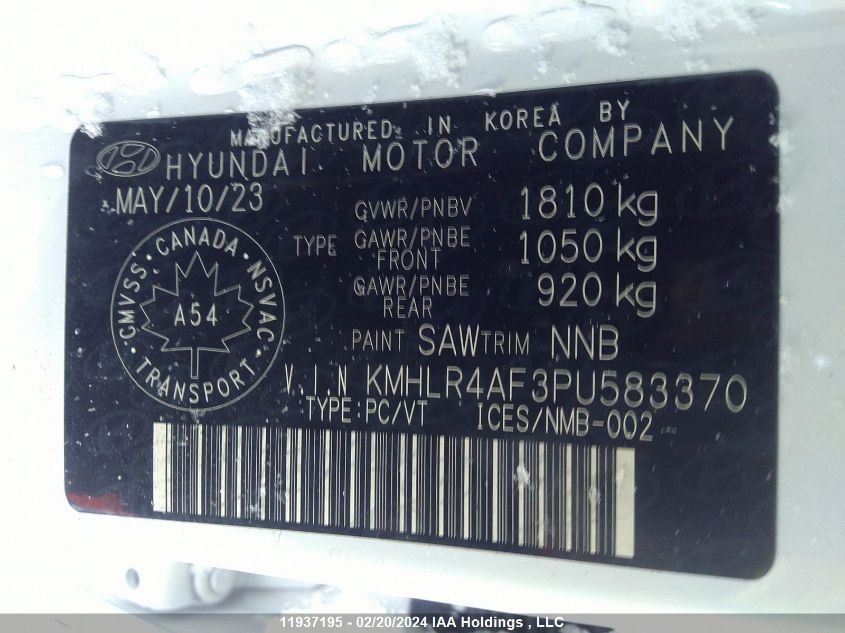 MANUFACTURED IN KOREA BY
HYUNDAI MOTOR COMPANY
MAY/10/23
GVWR/PNBV 1810 kg
TYPE GAWR/PNBE FRONT 1050 kg
GAWR/PNBE REAR 920 kg
CMVSS · CANADA · NSVAC · TRANSPORT ·
A54
PAINT SAW TRIM NNB
V.I.N KMHLR4AF3PU583370
TYPE:PC/VT ICES/NMB-002
11937195 - 02/20/2024 IAA Holdings , LLC